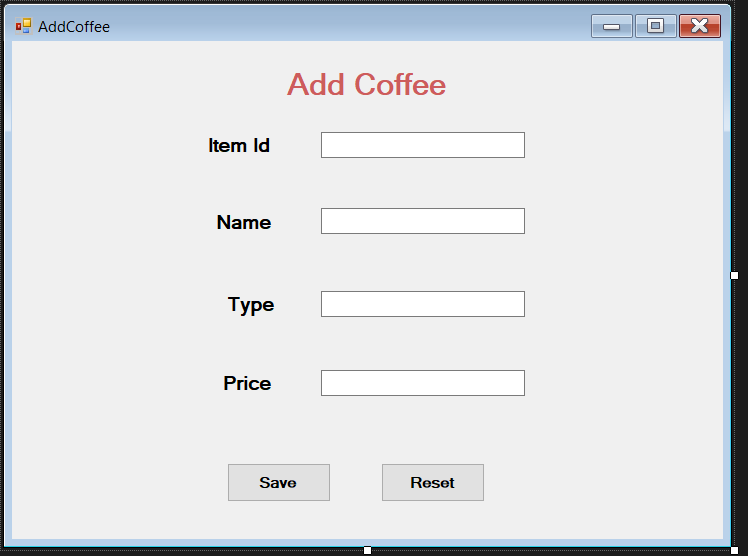 AddCoffee
Add Coffee
Item Id
Name
Type
Price
Save Reset